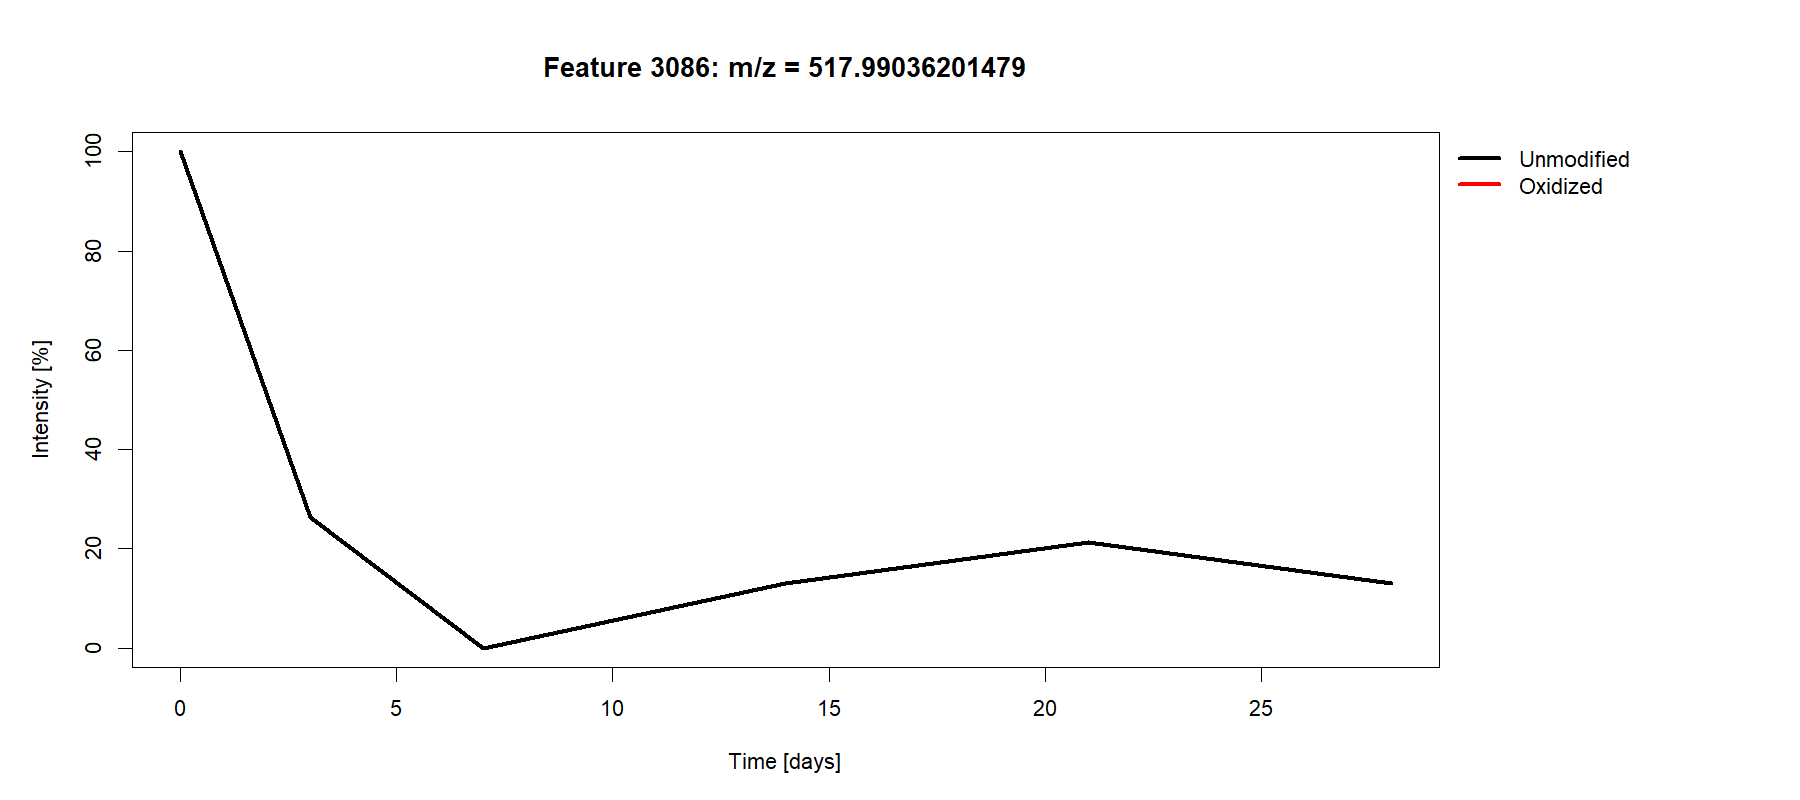 Feature 3086: m/z = 517.99036201479
Unmodified
Oxidized
Intensity [%]
100
80
60
40
20
0
0 5 10 15 20 25
Time [days]